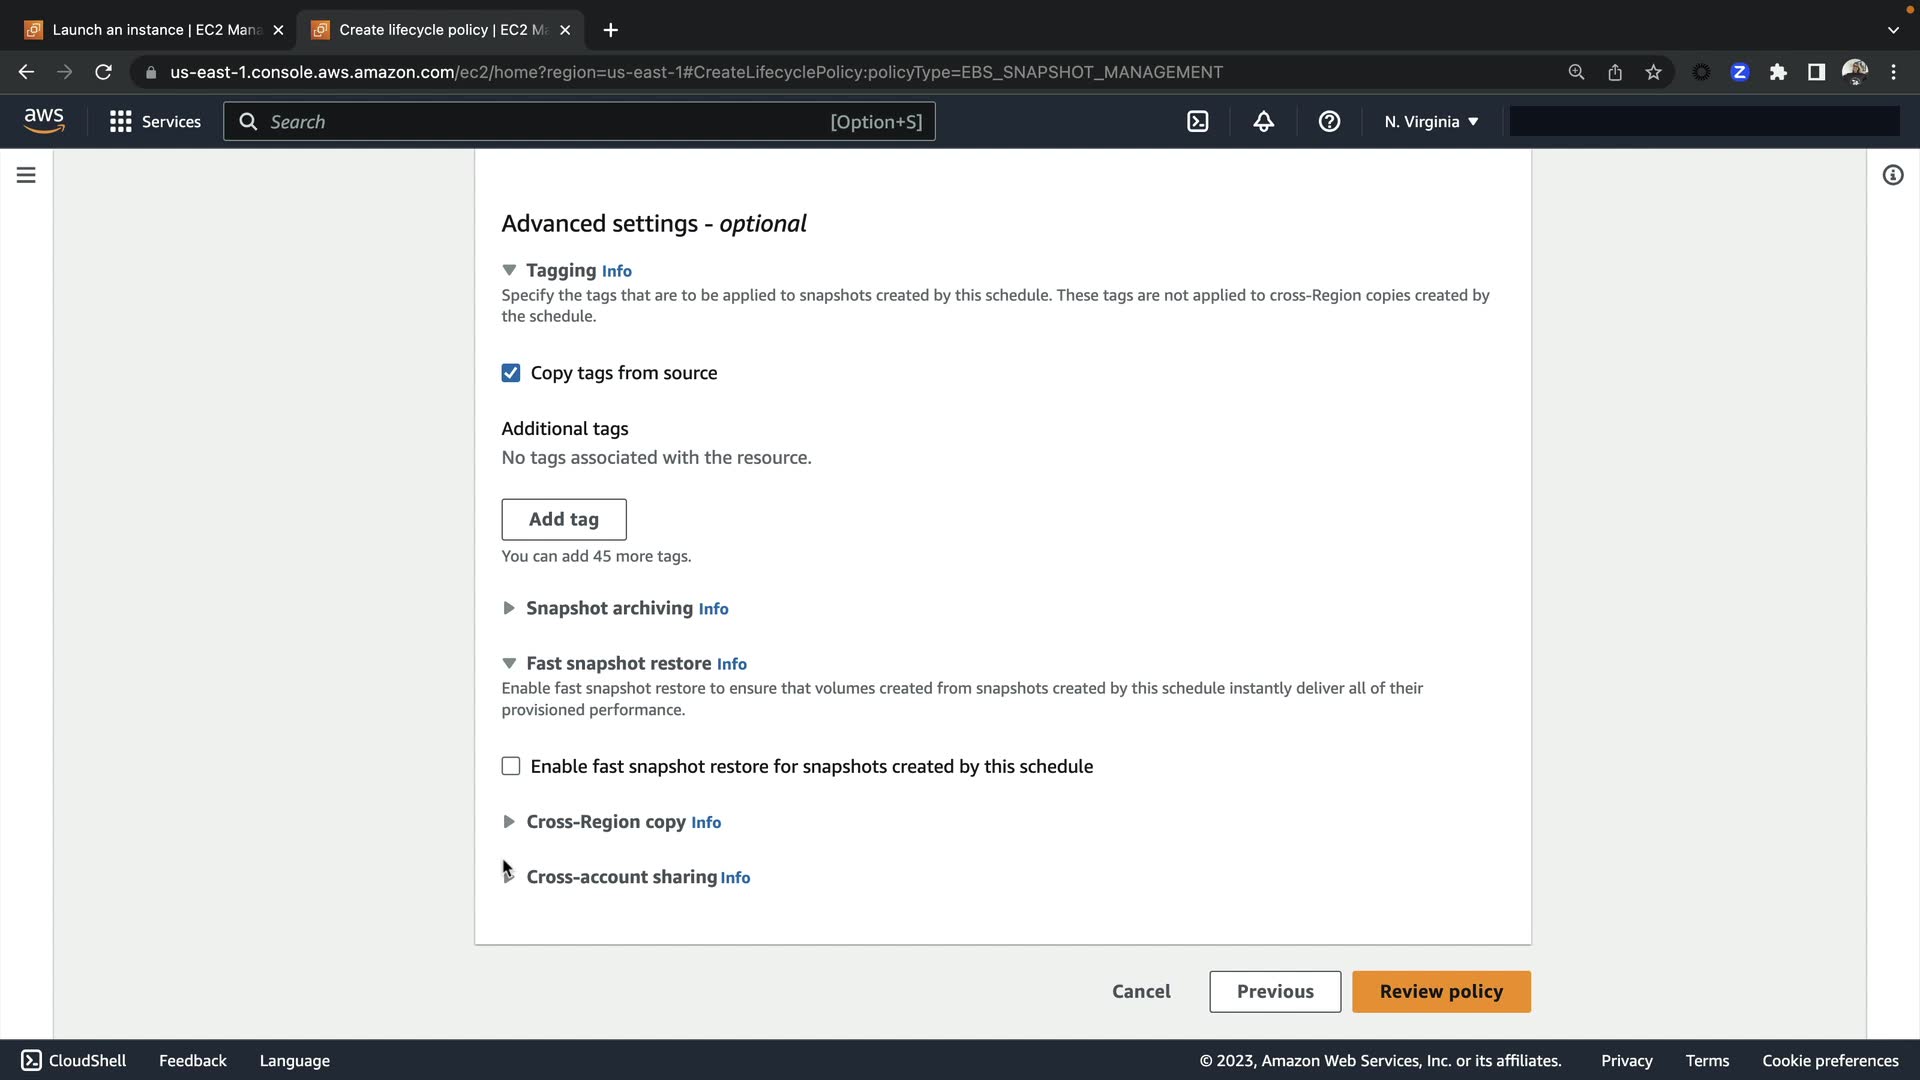 Launch an instance | EC2 Mana
Create lifecycle policy | EC2 Ma
us-east-1.console.aws.amazon.com/ec2/home?region=us-east-1#CreateLifecyclePolicy:policyType=EBS_SNAPSHOT_MANAGEMENT
Z
aws
Services
Search
[Option+S]
N. Virginia
Advanced settings - optional
Tagging Info
Specify the tags that are to be applied to snapshots created by this schedule. These tags are not applied to cross-Region copies created by
the schedule.
Copy tags from source
Additional tags
No tags associated with the resource.
Add tag
You can add 45 more tags.
Snapshot archiving Info
Fast snapshot restore Info
Enable fast snapshot restore to ensure that volumes created from snapshots created by this schedule instantly deliver all of their
provisioned performance.
Enable fast snapshot restore for snapshots created by this schedule
Cross-Region copy Info
Cross-account sharing Info
Cancel
Previous
Review policy
CloudShell
Feedback
Language
© 2023, Amazon Web Services, Inc. or its affiliates.
Privacy
Terms
Cookie preferences